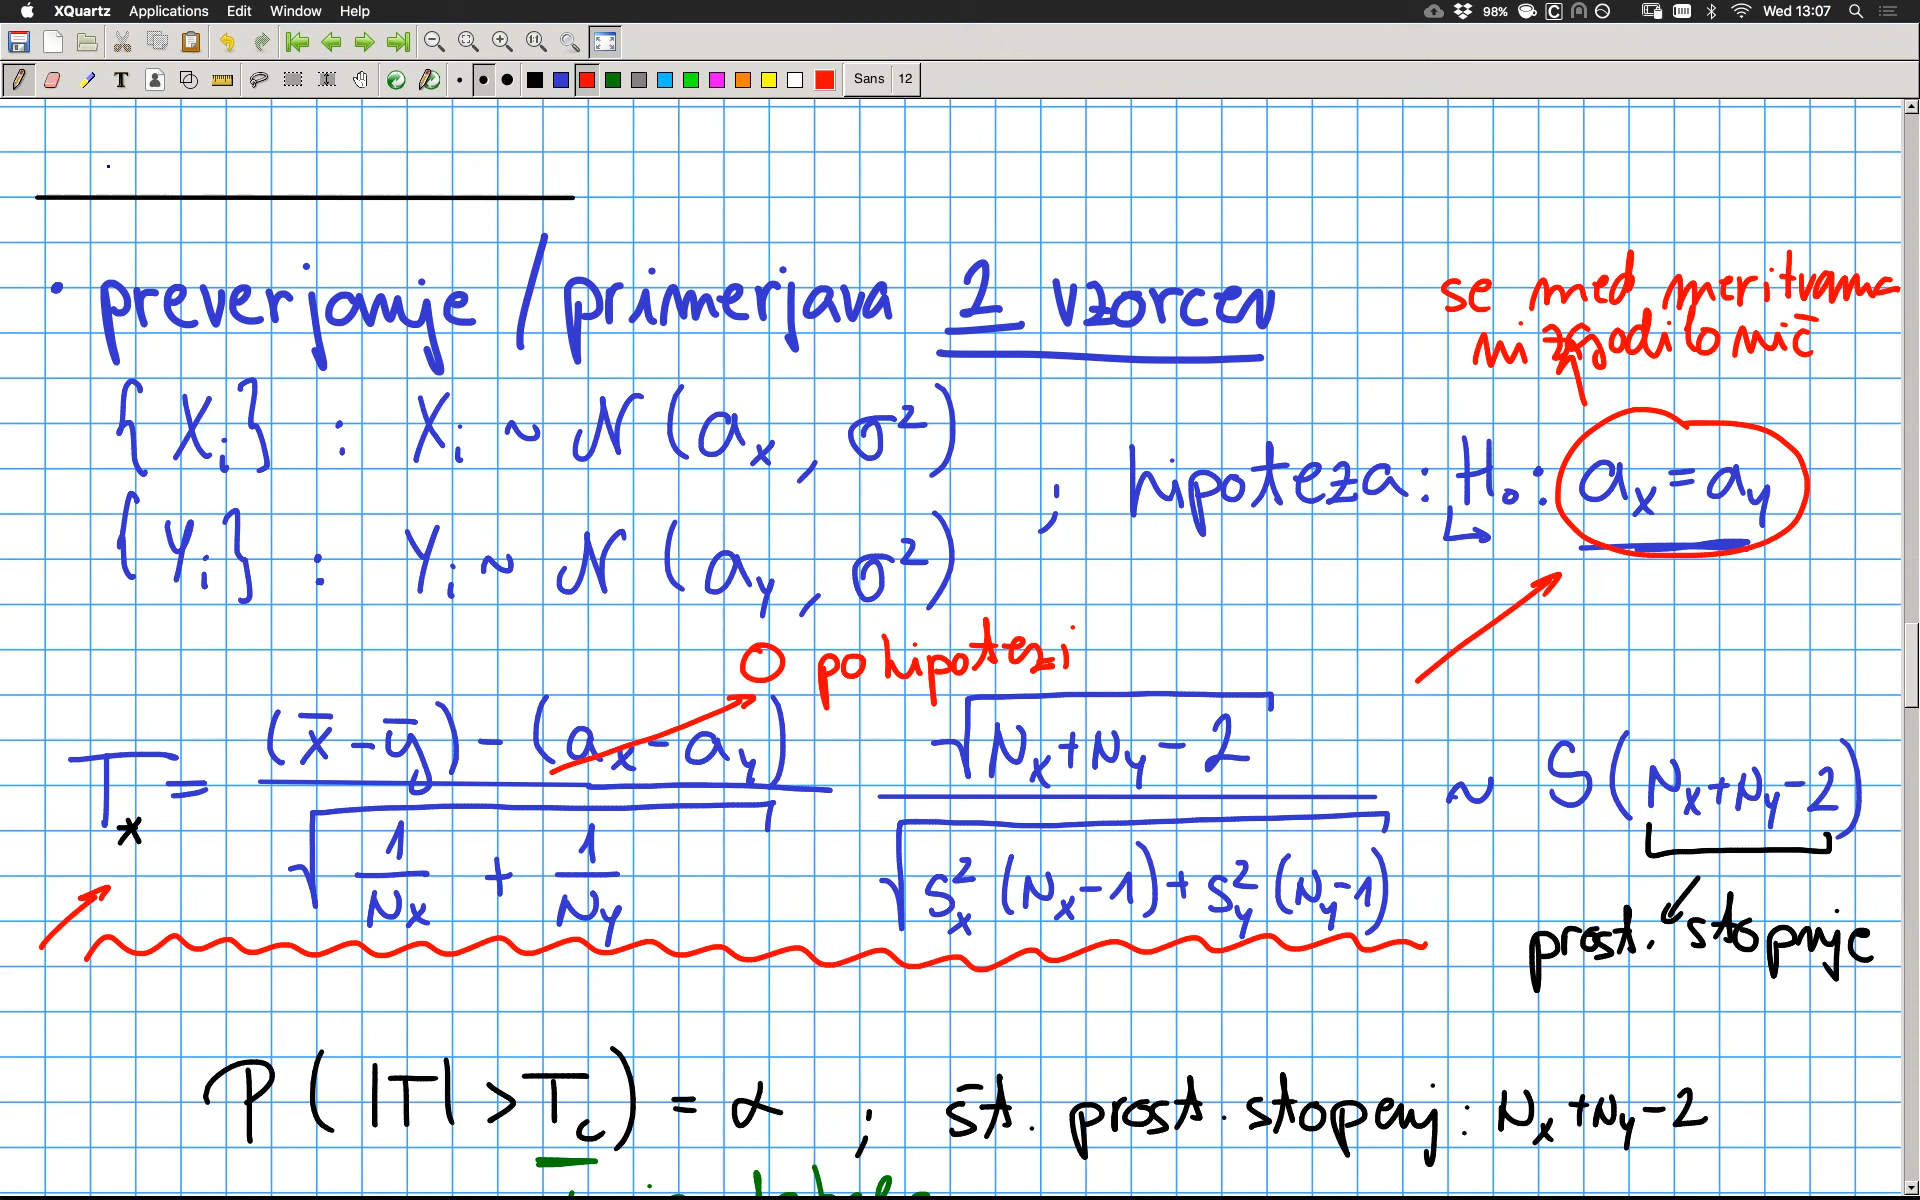 XQuartz Applications Edit Window Help 98% Wed 13:07
Sans 12
• preverjanje / primerjava 2 vzorcev
se med meritvama
ni zgodilo nič
{X_i} : X_i ~ N (a_x, σ²)
; hipoteza: H₀: a_x = a_y
{Y_i} : Y_i ~ N (a_y, σ²)
0 po hipotezi
T_* = ((x̄ - ȳ) - (a_x - a_y)) / √(1/N_x + 1/N_y) √(N_x + N_y - 2) / √(s_x² (N_x - 1) + s_y² (N_y - 1)) ~ S(N_x + N_y - 2)
prost. stopnje
P (|T| > T_c) = α ; št. prost. stopenj: N_x + N_y - 2